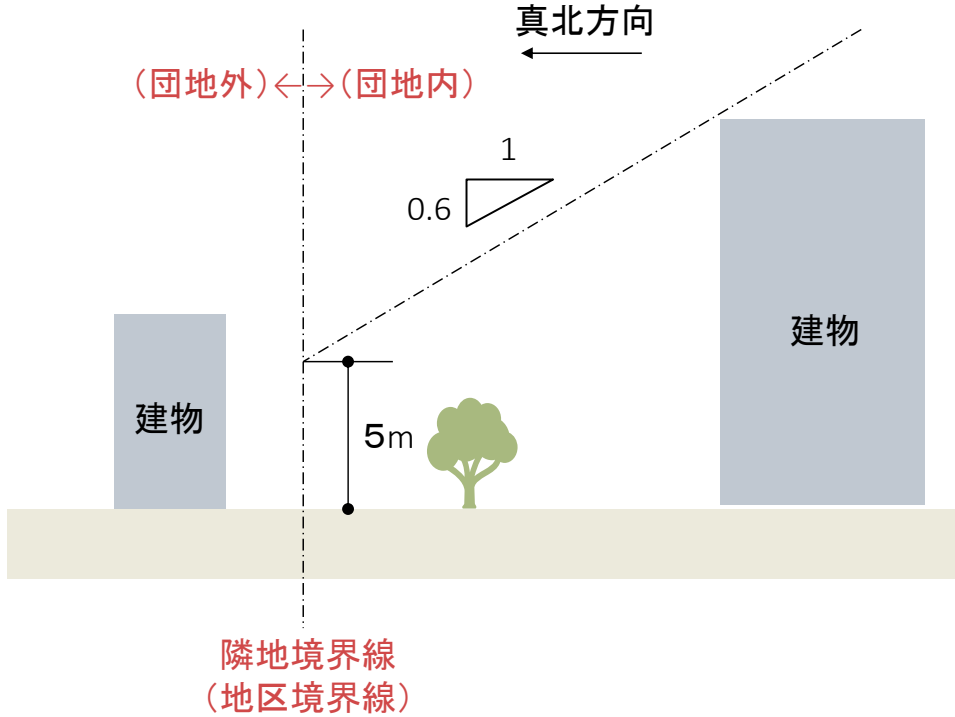 真北方向
（団地外）←→（団地内）
1
0.6
建物
建物
5m
隣地境界線
（地区境界線）